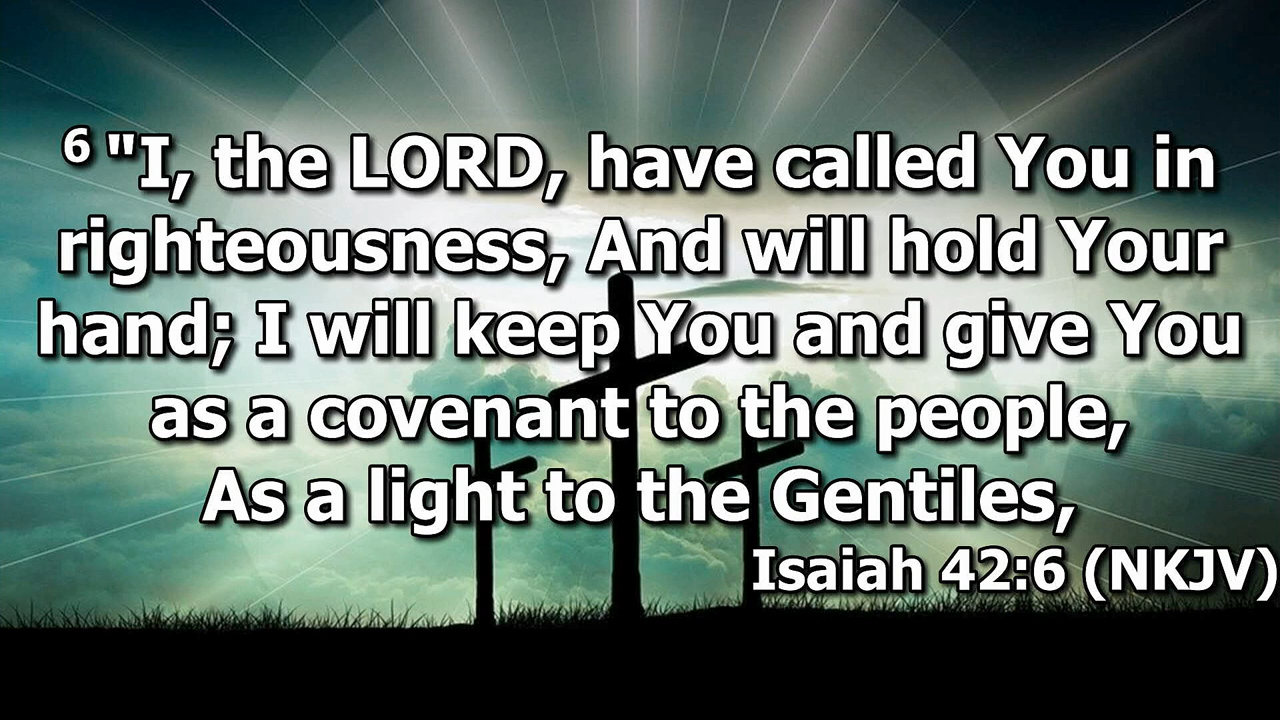 6 "I, the LORD, have called You in
righteousness, And will hold Your
hand; I will keep You and give You
as a covenant to the people,
As a light to the Gentiles,
Isaiah 42:6 (NKJV)